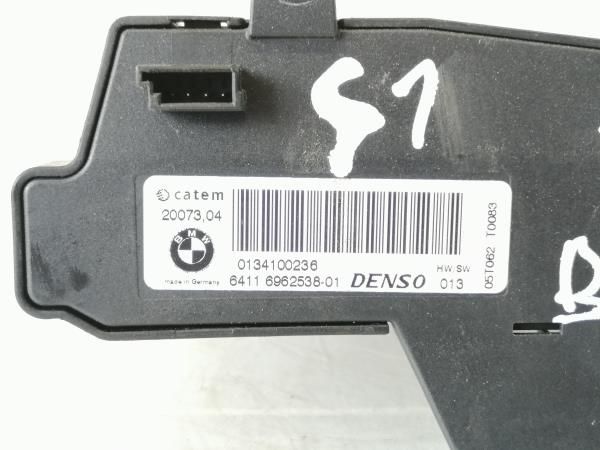 S1
catem
20073,04
BMW
0134100236
HW.SW
made in Germany
6411 6962538-01 DENSO 013
05T062 T0083
B